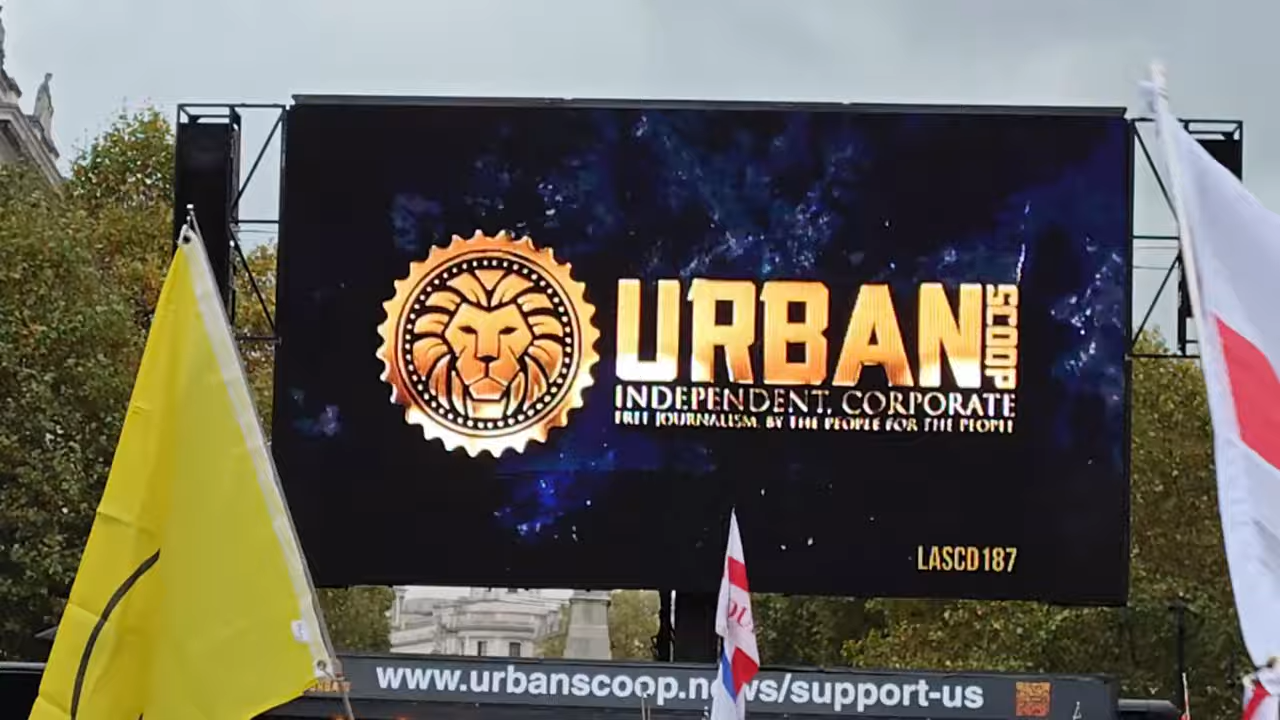 URBAN
SCOOP
INDEPENDENT, CORPORATE
FREE JOURNALISM. BY THE PEOPLE FOR THE PEOPLE
LASCD187
www.urbanscoop.news/support-us